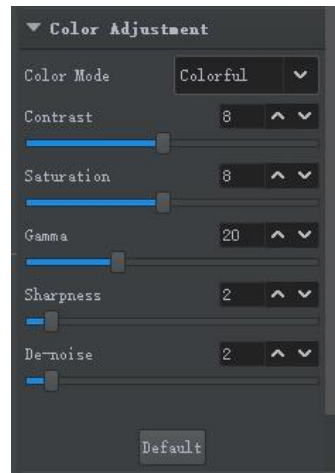 Color Adjustment
Color Mode Colorful
Contrast 8
Saturation 8
Gamma 20
Sharpness 2
De-noise 2
Default